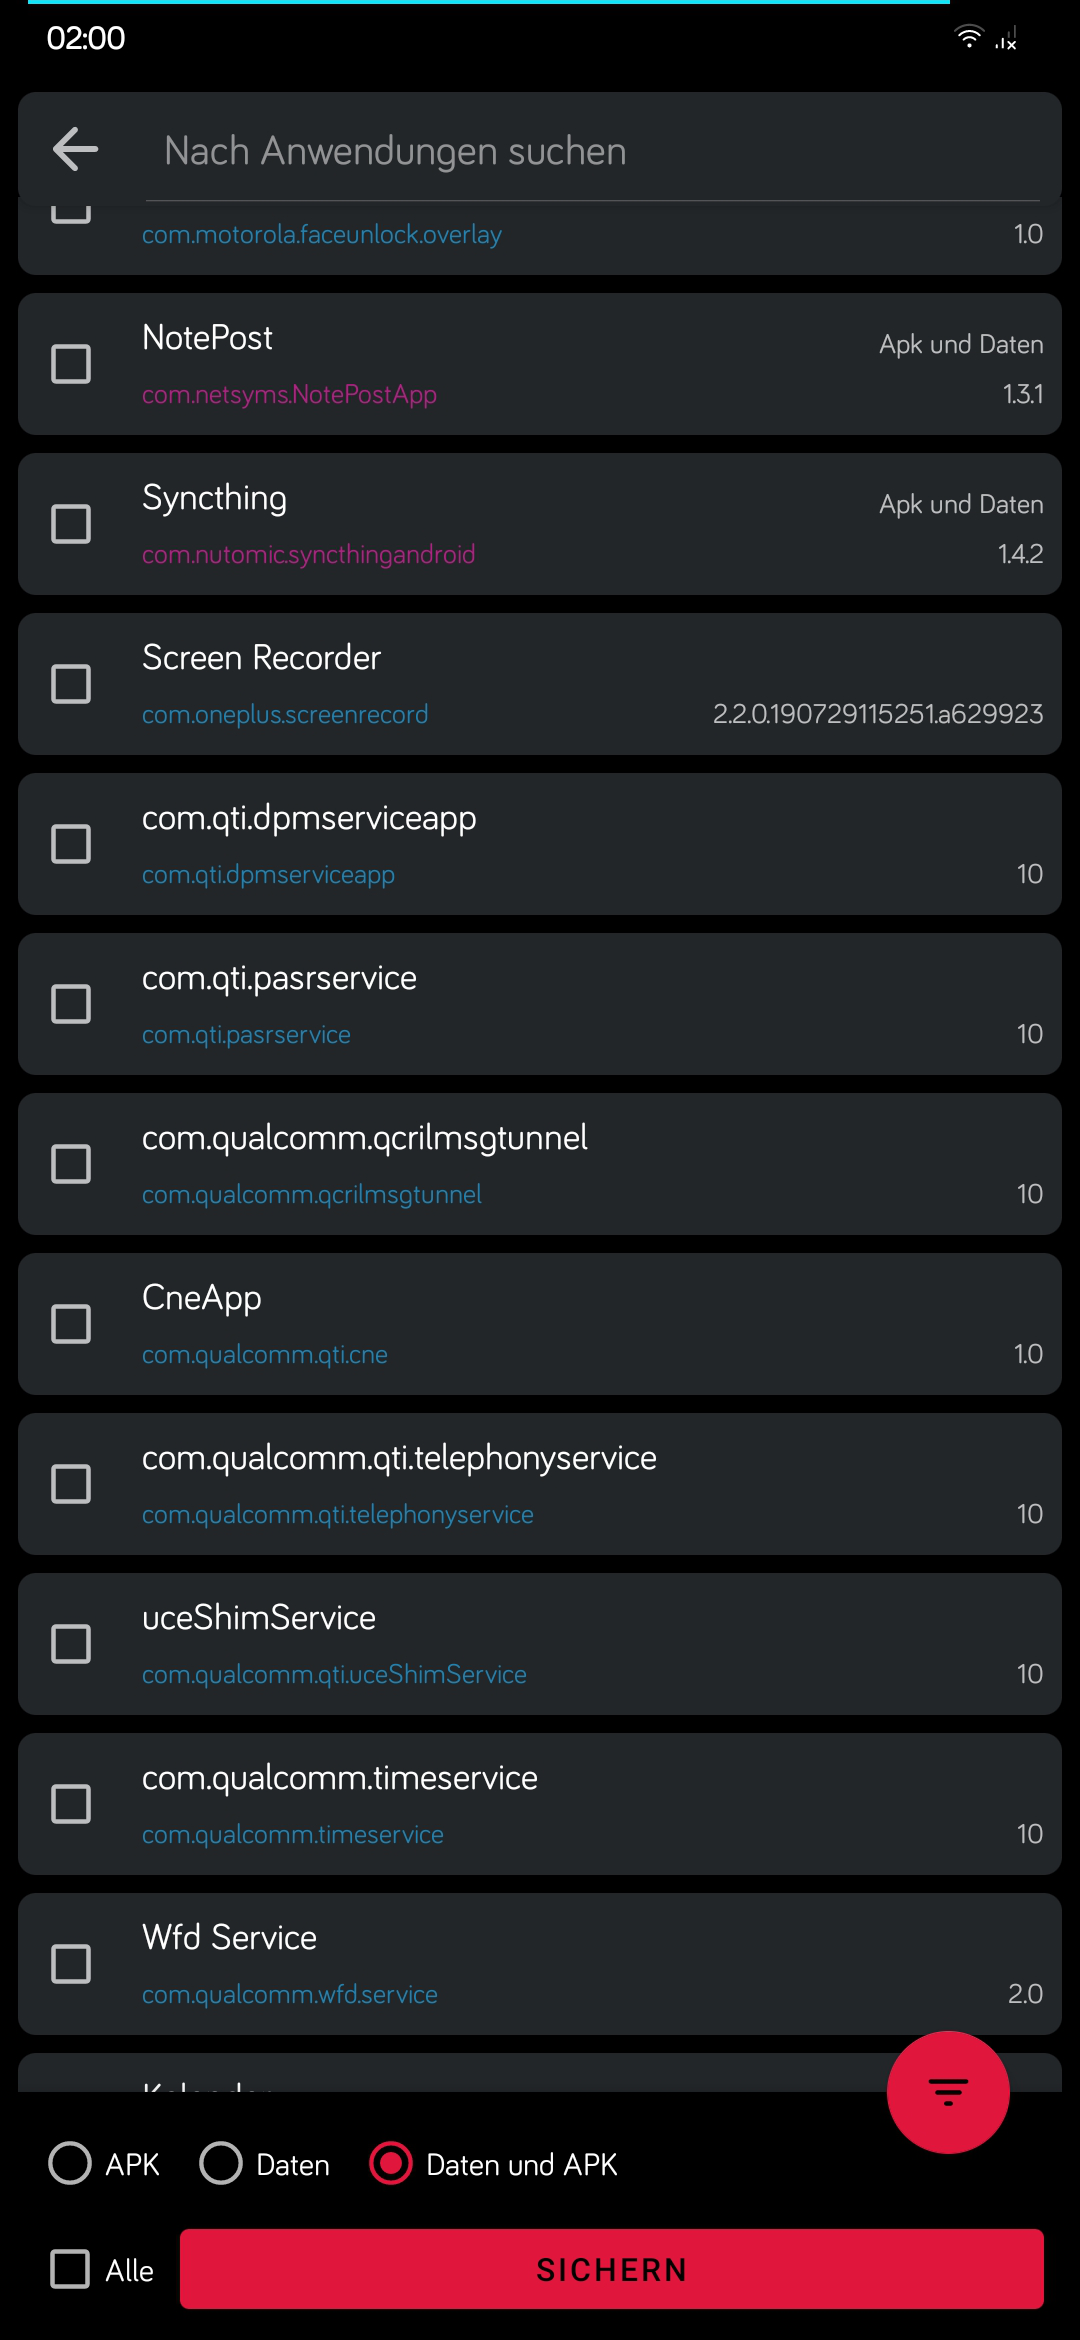 02:00
Nach Anwendungen suchen
com.motorola.faceunlock.overlay 1.0
NotePost
Apk und Daten
com.netsyms.NotePostApp 1.3.1
Syncthing
Apk und Daten
com.nutomic.syncthingandroid 1.4.2
Screen Recorder
com.oneplus.screenrecord 2.2.0.190729115251.a629923
com.qti.dpmserviceapp
com.qti.dpmserviceapp 10
com.qti.pasrservice
com.qti.pasrservice 10
com.qualcomm.qcrilmsgtunnel
com.qualcomm.qcrilmsgtunnel 10
CneApp
com.qualcomm.qti.cne 1.0
com.qualcomm.qti.telephonyservice
com.qualcomm.qti.telephonyservice 10
uceShimService
com.qualcomm.qti.uceShimService 10
com.qualcomm.timeservice
com.qualcomm.timeservice 10
Wfd Service
com.qualcomm.wfd.service 2.0
Kalender
APK Daten Daten und APK
Alle SICHERN